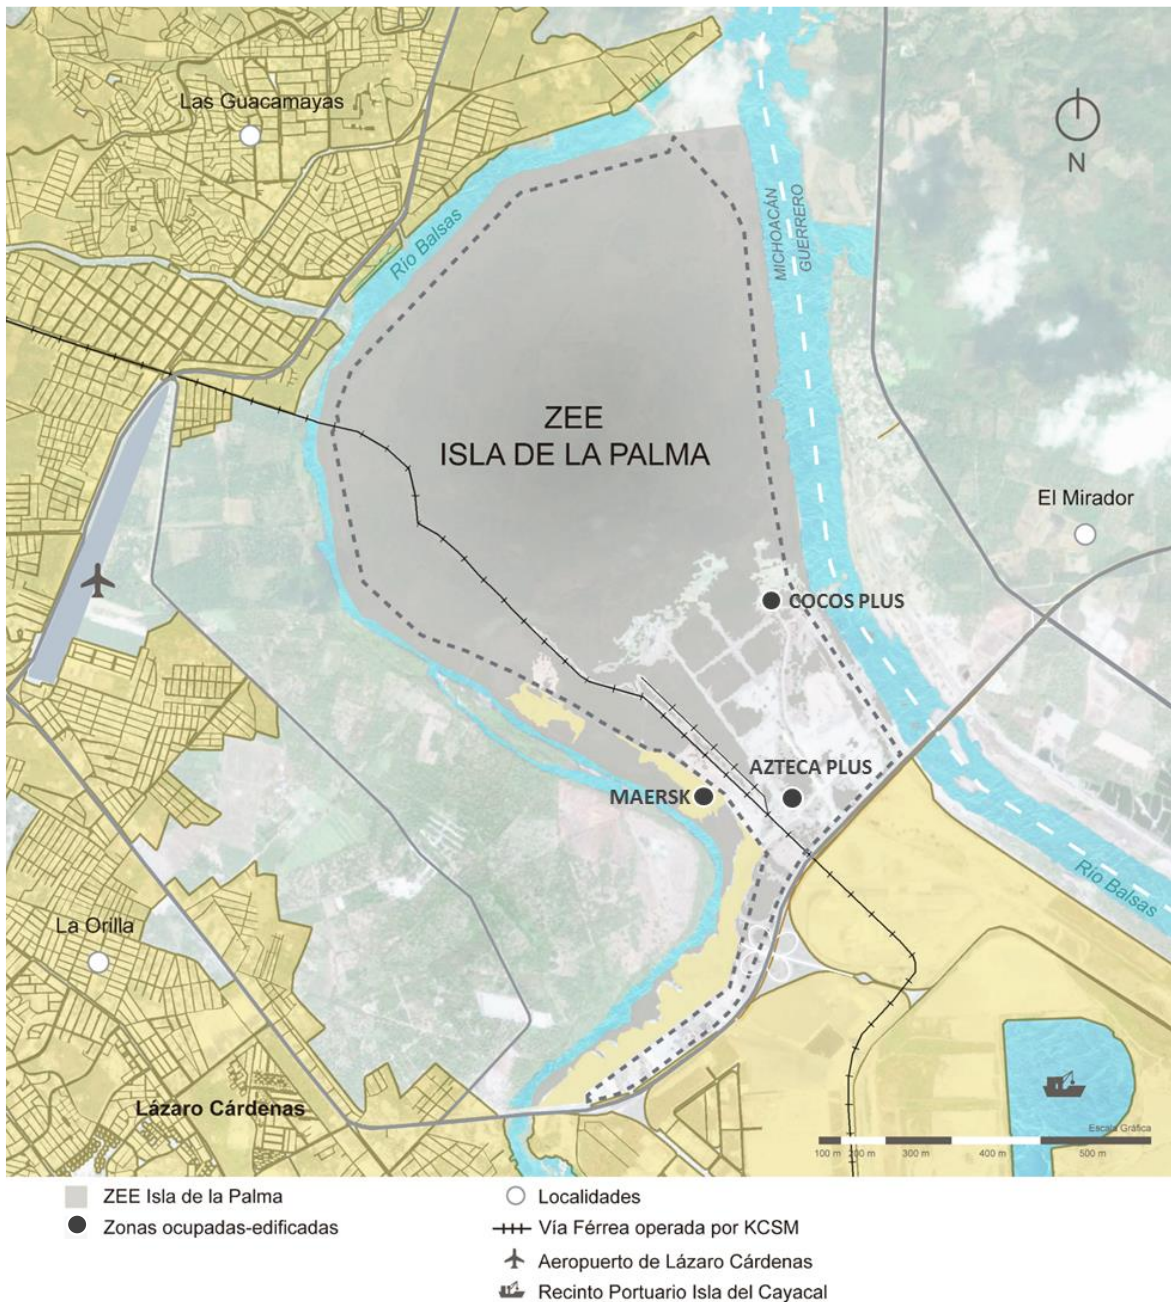 Las Guacamayas
N
Río Balsas
MICHOACÁN
GUERRERO
ZEE
ISLA DE LA PALMA
El Mirador
COCOS PLUS
AZTECA PLUS
MAERSK
Río Balsas
La Orilla
Lázaro Cárdenas
Escala Gráfica
100 m 200 m 300 m 400 m 500 m
ZEE Isla de la Palma
Zonas ocupadas-edificadas
Localidades
Vía Férrea operada por KCSM
Aeropuerto de Lázaro Cárdenas
Recinto Portuario Isla del Cayacal